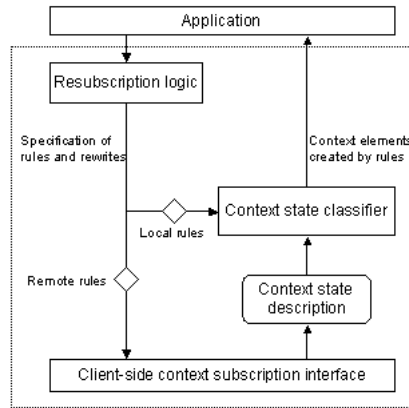 Application
Resubscription logic
Specification of
rules and rewrites
Context elements
created by rules
Context state classifier
Local rules
Remote rules
Context state
description
Client-side context subscription interface